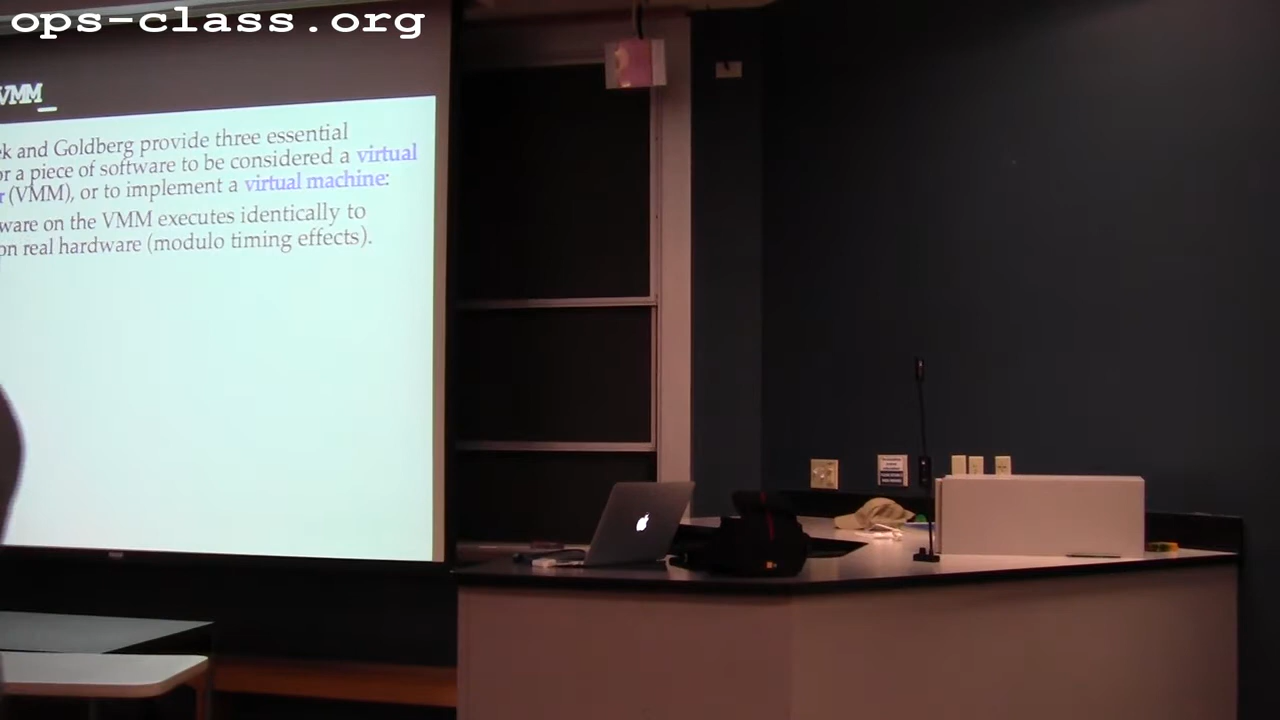 ops-class.org
VMM_
ek and Goldberg provide three essential
or a piece of software to be considered a virtual
r (VMM), or to implement a virtual machine:
ware on the VMM executes identically to
on real hardware (modulo timing effects).